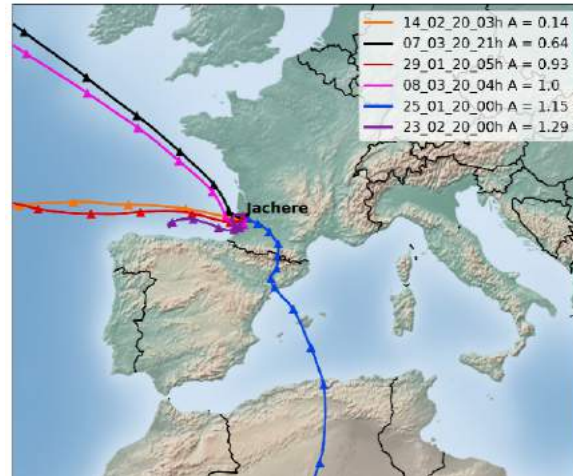 14_02_20_03h A = 0.14
07_03_20_21h A = 0.64
29_01_20_05h A = 0.93
08_03_20_04h A = 1.0
25_01_20_00h A = 1.15
23_02_20_00h A = 1.29
Jachere